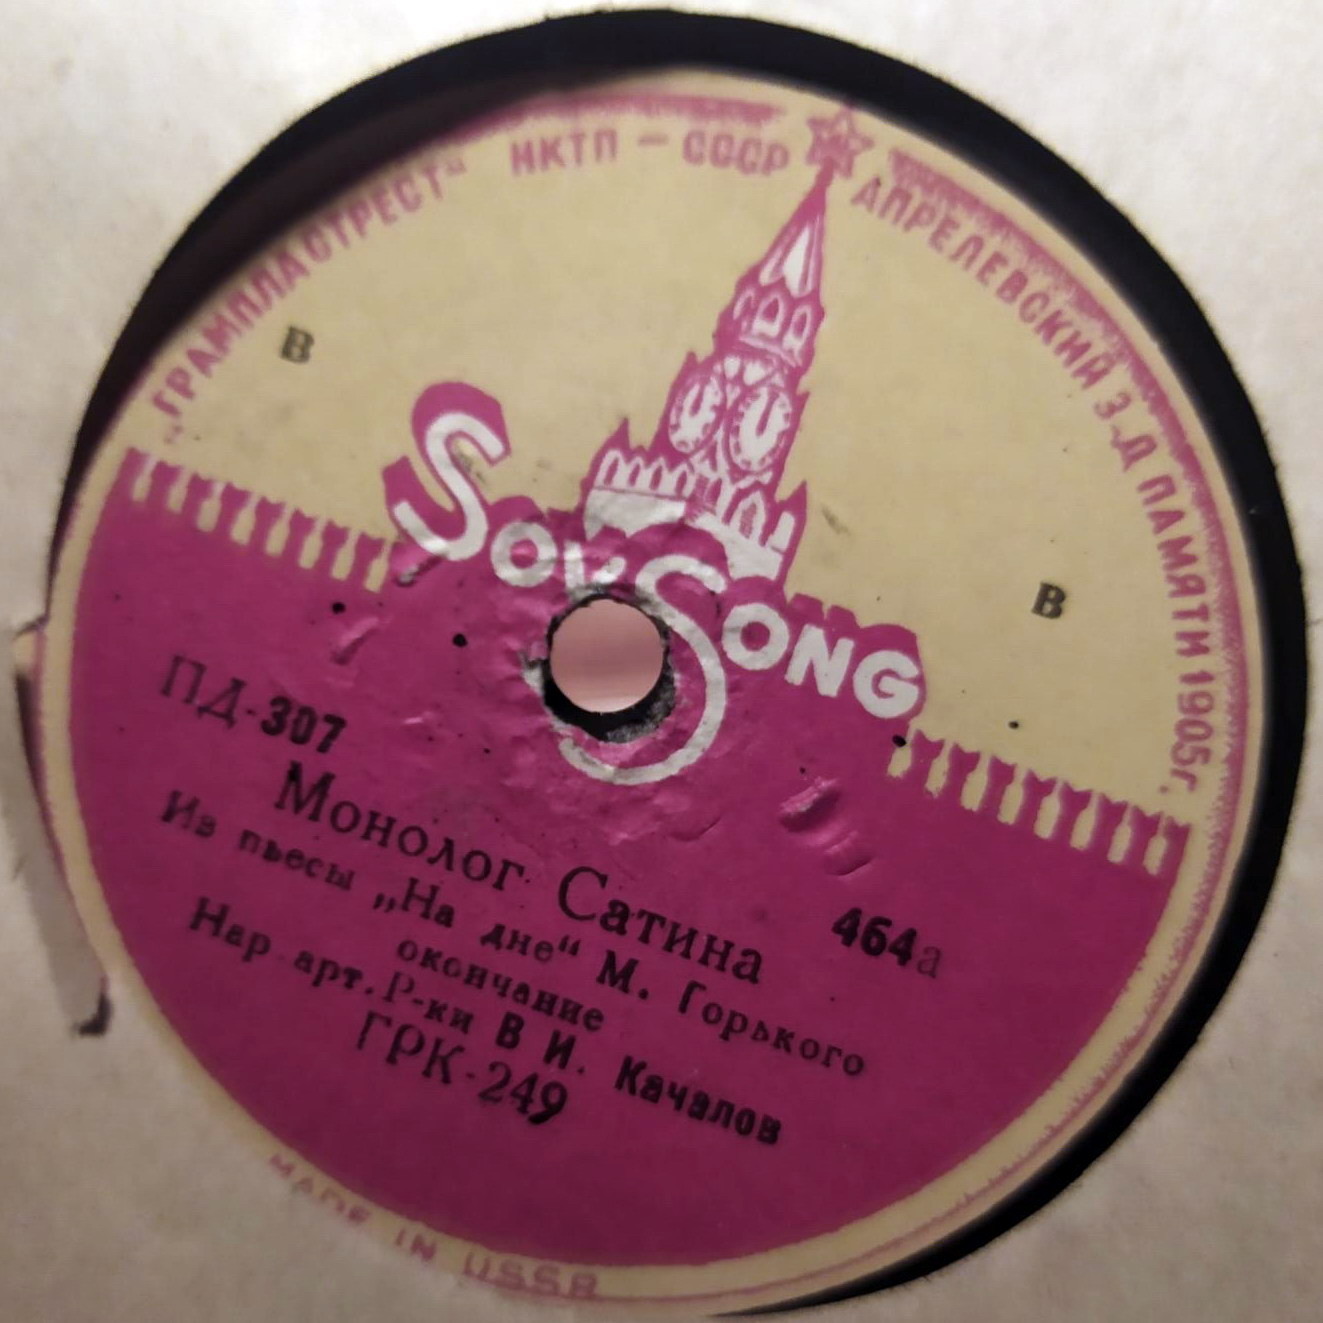 „ГРАМПЛАСТРЕСТ“ НКТП — СССР
АПРЕЛЕВСКИЙ З-Д ПАМЯТИ 1905г.
В
В
SovSong
ПД-307
464а
Монолог Сатина
Из пьесы „На дне“ М. Горького
окончание
Нар арт. Р-ки В И. Качалов
ГРК-249
MADE IN USSR